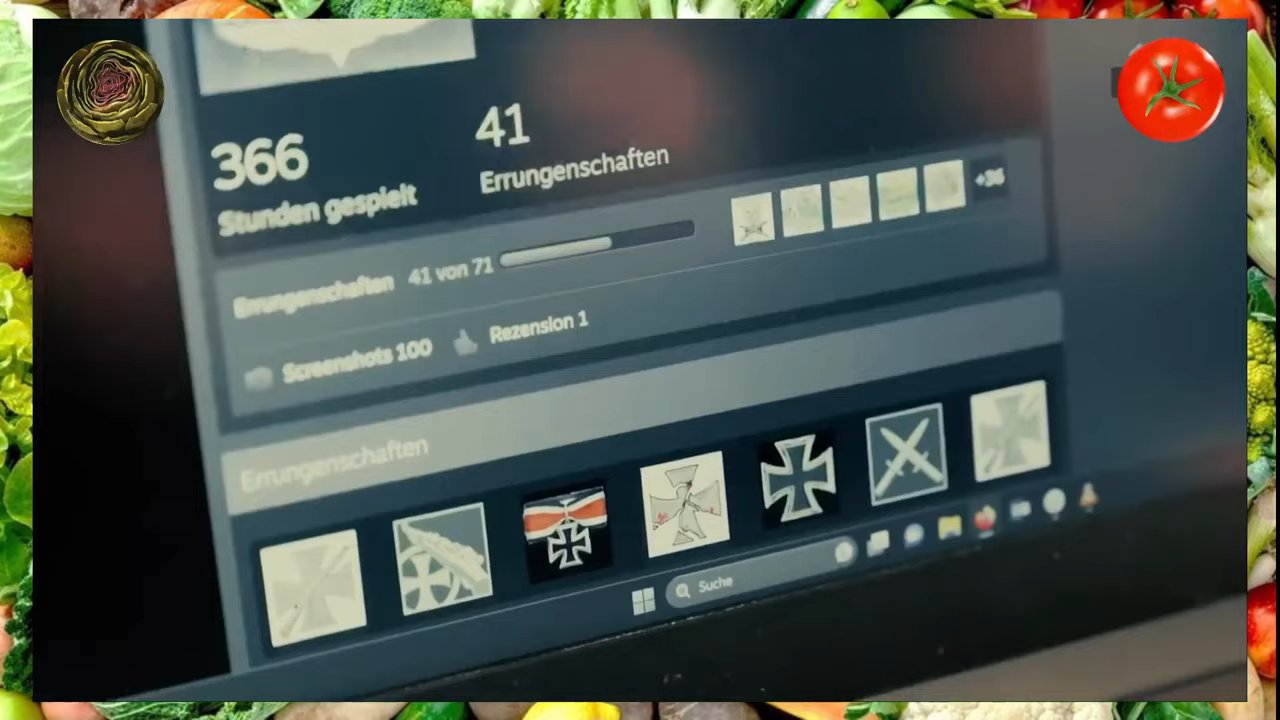 366
Stunden gespielt
41
Errungenschaften
+36
Errungenschaften 41 von 71
Screenshots 100 Rezension 1
Errungenschaften
Suche